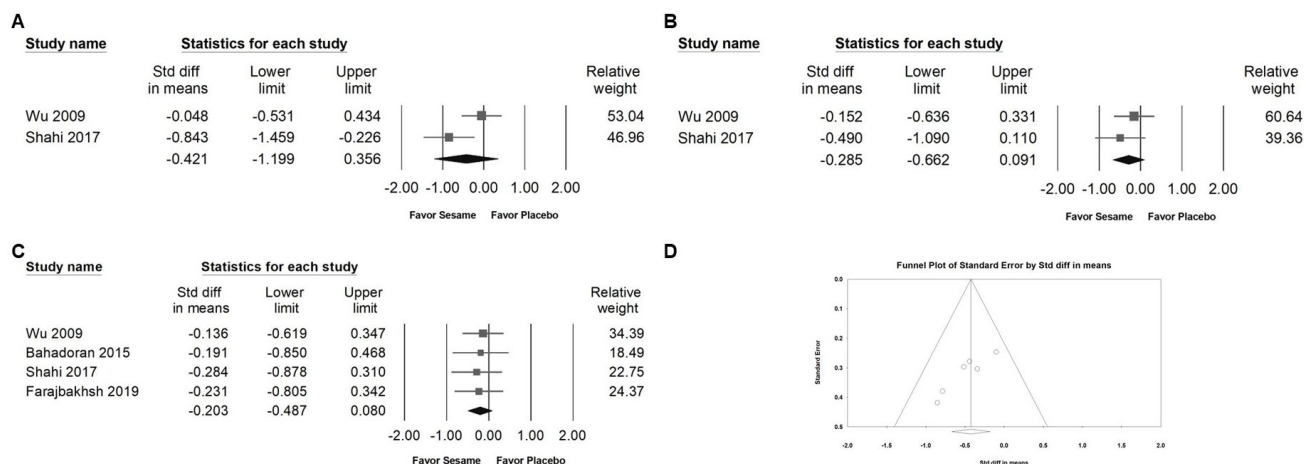 A
Study name Statistics for each study
Std diff in means Lower limit Upper limit Relative weight
Wu 2009 -0.048 -0.531 0.434 53.04
Shahi 2017 -0.843 -1.459 -0.226 46.96
-0.421 -1.199 0.356
-2.00 -1.00 0.00 1.00 2.00
Favor Sesame Favor Placebo
B
Study name Statistics for each study
Std diff in means Lower limit Upper limit Relative weight
Wu 2009 -0.152 -0.636 0.331 60.64
Shahi 2017 -0.490 -1.090 0.110 39.36
-0.285 -0.662 0.091
-2.00 -1.00 0.00 1.00 2.00
Favor Sesame Favor Placebo
C
Study name Statistics for each study
Std diff in means Lower limit Upper limit Relative weight
Wu 2009 -0.136 -0.619 0.347 34.39
Bahadoran 2015 -0.191 -0.850 0.468 18.49
Shahi 2017 -0.284 -0.878 0.310 22.75
Farajbakhsh 2019 -0.231 -0.805 0.342 24.37
-0.203 -0.487 0.080
-2.00 -1.00 0.00 1.00 2.00
Favor Sesame Favor Placebo
D
Funnel Plot of Standard Error by Std diff in means
Standard Error
0.0
0.1
0.2
0.3
0.4
0.5
-2.0 -1.5 -1.0 -0.5 0.0 0.5 1.0 1.5 2.0
Std diff in means